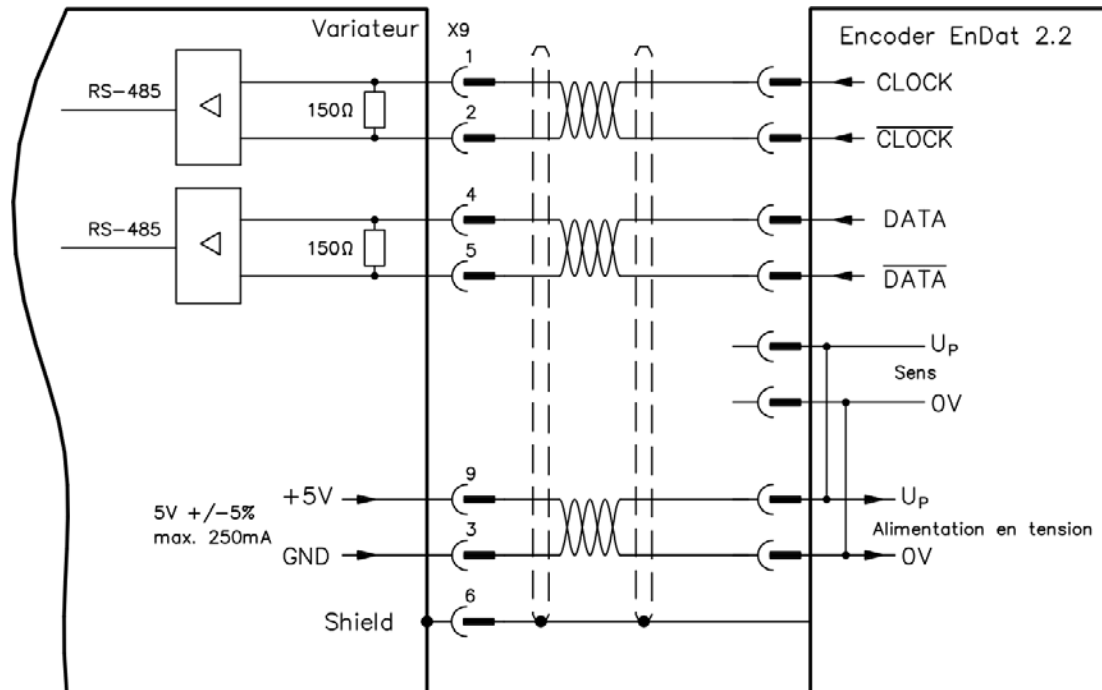 Variateur X9
Encoder EnDat 2.2
RS-485
150Ω
1
2
CLOCK
CLOCK
RS-485
150Ω
4
5
DATA
DATA
UP
Sens
0V
5V +/-5%
max. 250mA
+5V
GND
9
3
UP
Alimentation en tension
0V
Shield
6